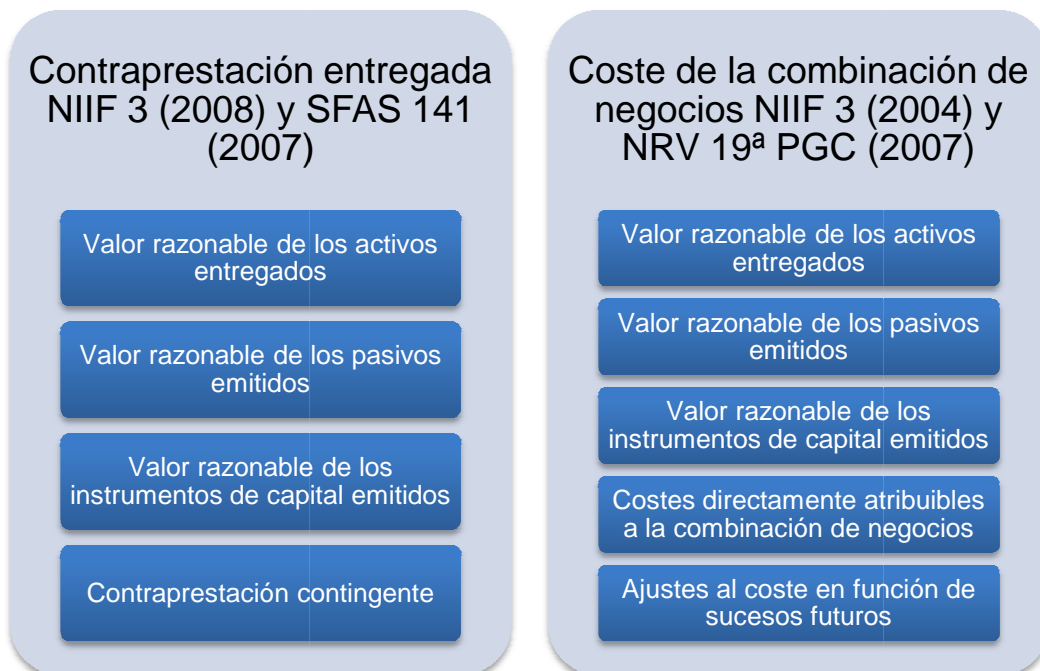 Contraprestación entregada
NIIF 3 (2008) y SFAS 141
(2007)
Valor razonable de los activos
entregados
Valor razonable de los pasivos
emitidos
Valor razonable de los
instrumentos de capital emitidos
Contraprestación contingente
Coste de la combinación de
negocios NIIF 3 (2004) y
NRV 19ª PGC (2007)
Valor razonable de los activos
entregados
Valor razonable de los pasivos
emitidos
Valor razonable de los
instrumentos de capital emitidos
Costes directamente atribuibles
a la combinación de negocios
Ajustes al coste en función de
sucesos futuros